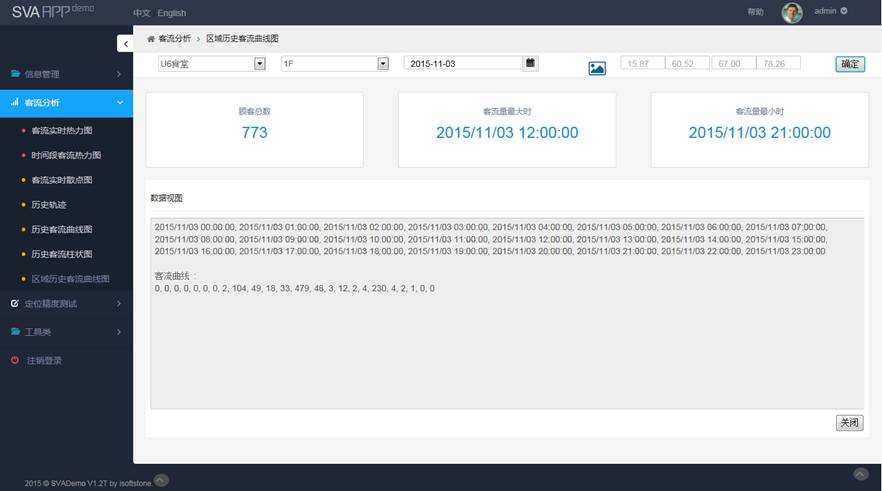 SVA APP demo
中文 English
帮助
admin
客流分析 > 区域历史客流曲线图
U6食堂
1F
2015-11-03
15.87
60.52
67.00
78.26
确定
信息管理
客流分析
客流实时热力图
时间段客流热力图
客流实时散点图
历史轨迹
历史客流曲线图
历史客流柱状图
区域历史客流曲线图
定位精度测试
工具类
注销登录
顾客总数
773
客流量最大时
2015/11/03 12:00:00
客流量最小时
2015/11/03 21:00:00
数据视图
2015/11/03 00:00:00, 2015/11/03 01:00:00, 2015/11/03 02:00:00, 2015/11/03 03:00:00, 2015/11/03 04:00:00, 2015/11/03 05:00:00, 2015/11/03 06:00:00, 2015/11/03 07:00:00,
2015/11/03 08:00:00, 2015/11/03 09:00:00, 2015/11/03 10:00:00, 2015/11/03 11:00:00, 2015/11/03 12:00:00, 2015/11/03 13:00:00, 2015/11/03 14:00:00, 2015/11/03 15:00:00,
2015/11/03 16:00:00, 2015/11/03 17:00:00, 2015/11/03 18:00:00, 2015/11/03 19:00:00, 2015/11/03 20:00:00, 2015/11/03 21:00:00, 2015/11/03 22:00:00, 2015/11/03 23:00:00
客流曲线 :
0, 0, 0, 0, 0, 0, 0, 2, 104, 49, 18, 33, 479, 48, 3, 12, 2, 4, 230, 4, 2, 1, 0, 0
关闭
2015 © SVADemo V1.2T by isoftstone.